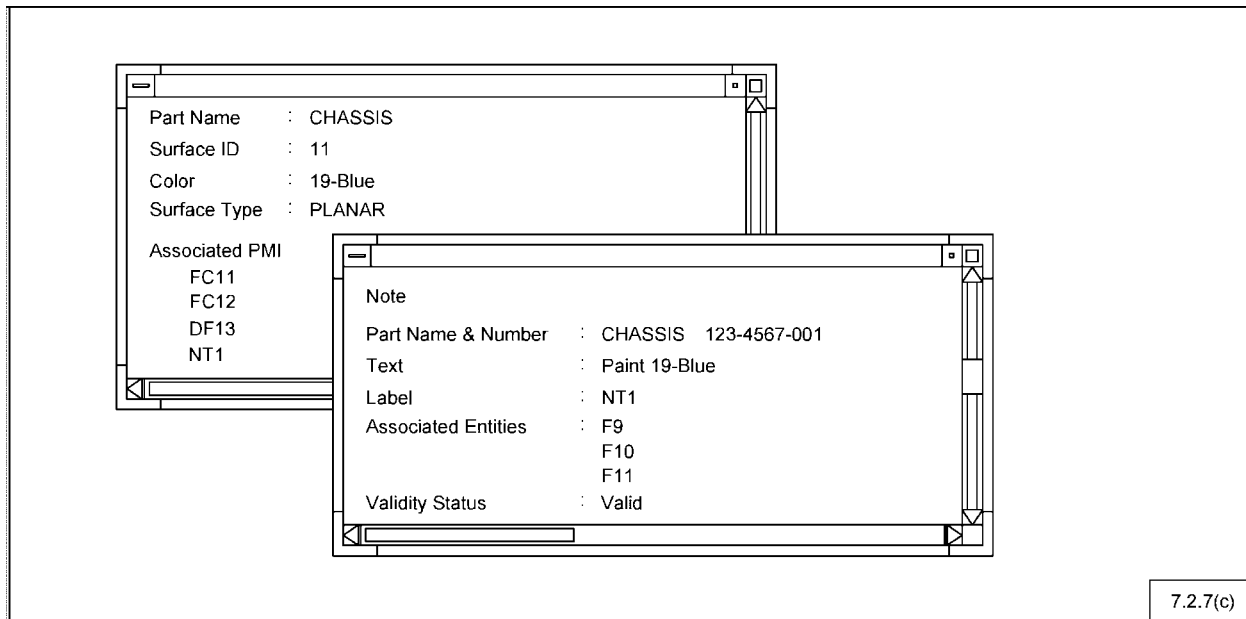 Part Name : CHASSIS
Surface ID : 11
Color : 19-Blue
Surface Type : PLANAR
Associated PMI
FC11
FC12
DF13
NT1
Note
Part Name & Number : CHASSIS 123-4567-001
Text : Paint 19-Blue
Label : NT1
Associated Entities : F9
F10
F11
Validity Status : Valid
7.2.7(c)